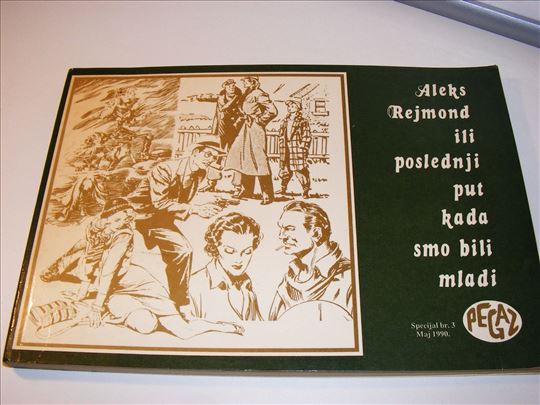 Aleks
Rejmond
ili
poslednji
put
kada
smo bili
mladi
Specijal br. 3
Maj 1990.
PEGAZ